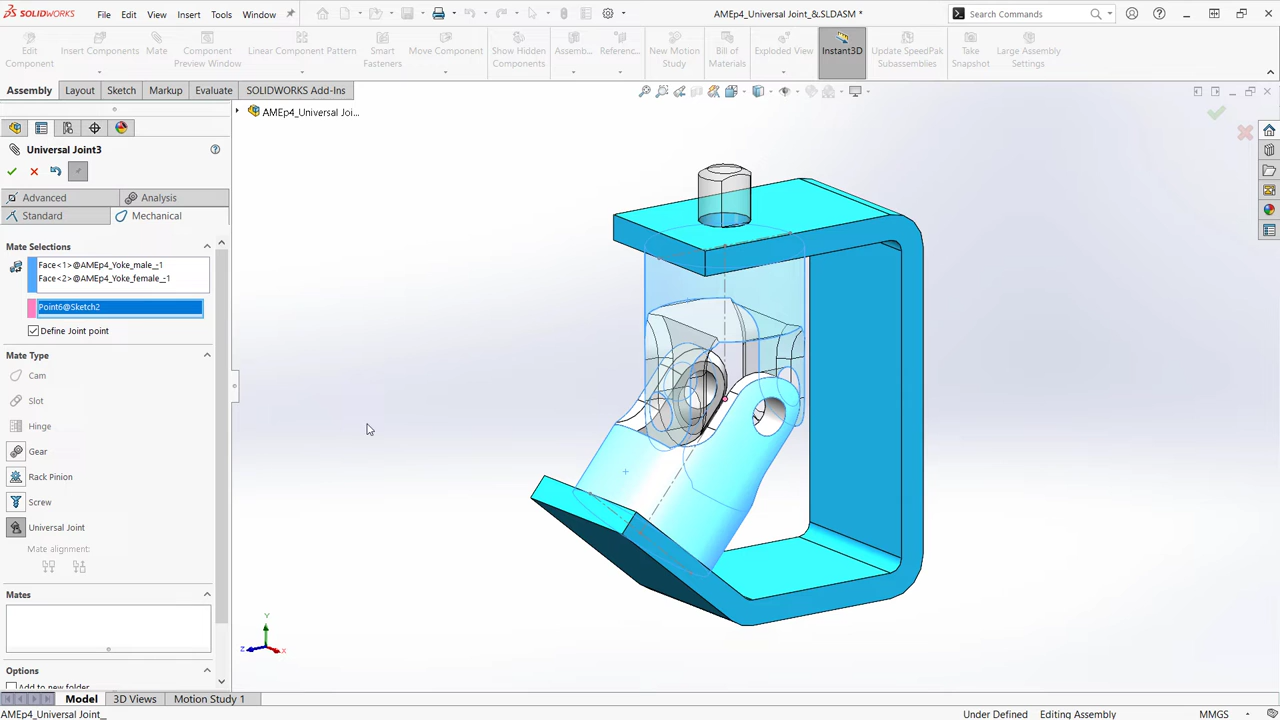 SOLIDWORKS
File
Edit
View
Insert
Tools
Window
AMEp4_Universal Joint_&.SLDASM *
Search Commands
Edit
Component
Insert Components
Mate
Component
Preview Window
Linear Component Pattern
Smart
Fasteners
Move Component
Show Hidden
Components
Assemb...
Referenc...
New Motion
Study
Bill of
Materials
Exploded View
Instant3D
Update SpeedPak
Subassemblies
Take
Snapshot
Large Assembly
Settings
Assembly
Layout
Sketch
Markup
Evaluate
SOLIDWORKS Add-Ins
AMEp4_Universal Joi...
Universal Joint3
Advanced
Analysis
Standard
Mechanical
Mate Selections
Face<1>@AMEp4_Yoke_male_-1
Face<2>@AMEp4_Yoke_female_-1
Point6@Sketch2
Define Joint point
Mate Type
Cam
Slot
Hinge
Gear
Rack Pinion
Screw
Universal Joint
Mate alignment:
Mates
Options
Add to new folder
Y
Z
X
Model
3D Views
Motion Study 1
AMEp4_Universal Joint_
Under Defined
Editing Assembly
MMGS